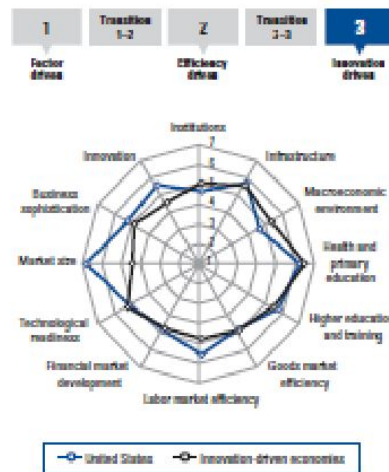 1
Transition
1–2
2
Transition
2–3
3
Factor
driven
Efficiency
driven
Innovation
driven
Institutions
Innovation
Infrastructure
Business
sophistication
Macroeconomic
environment
Market size
Health and
primary
education
Technological
readiness
Higher education
and training
Financial market
development
Goods market
efficiency
Labor market efficiency
7
6
5
4
3
2
1
United States
Innovation-driven economies